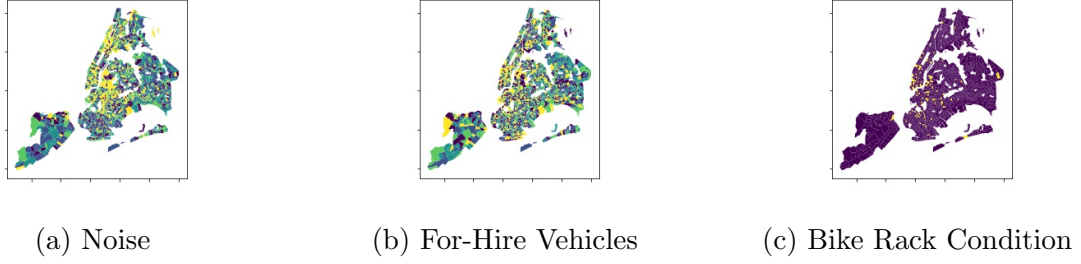 (a) Noise
(b) For-Hire Vehicles
(c) Bike Rack Condition